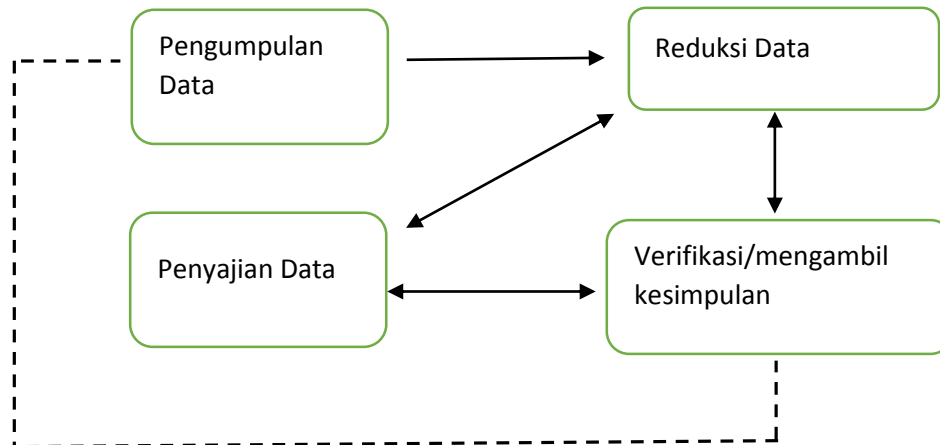 Pengumpulan
Data
Reduksi Data
Penyajian Data
Verifikasi/mengambil
kesimpulan